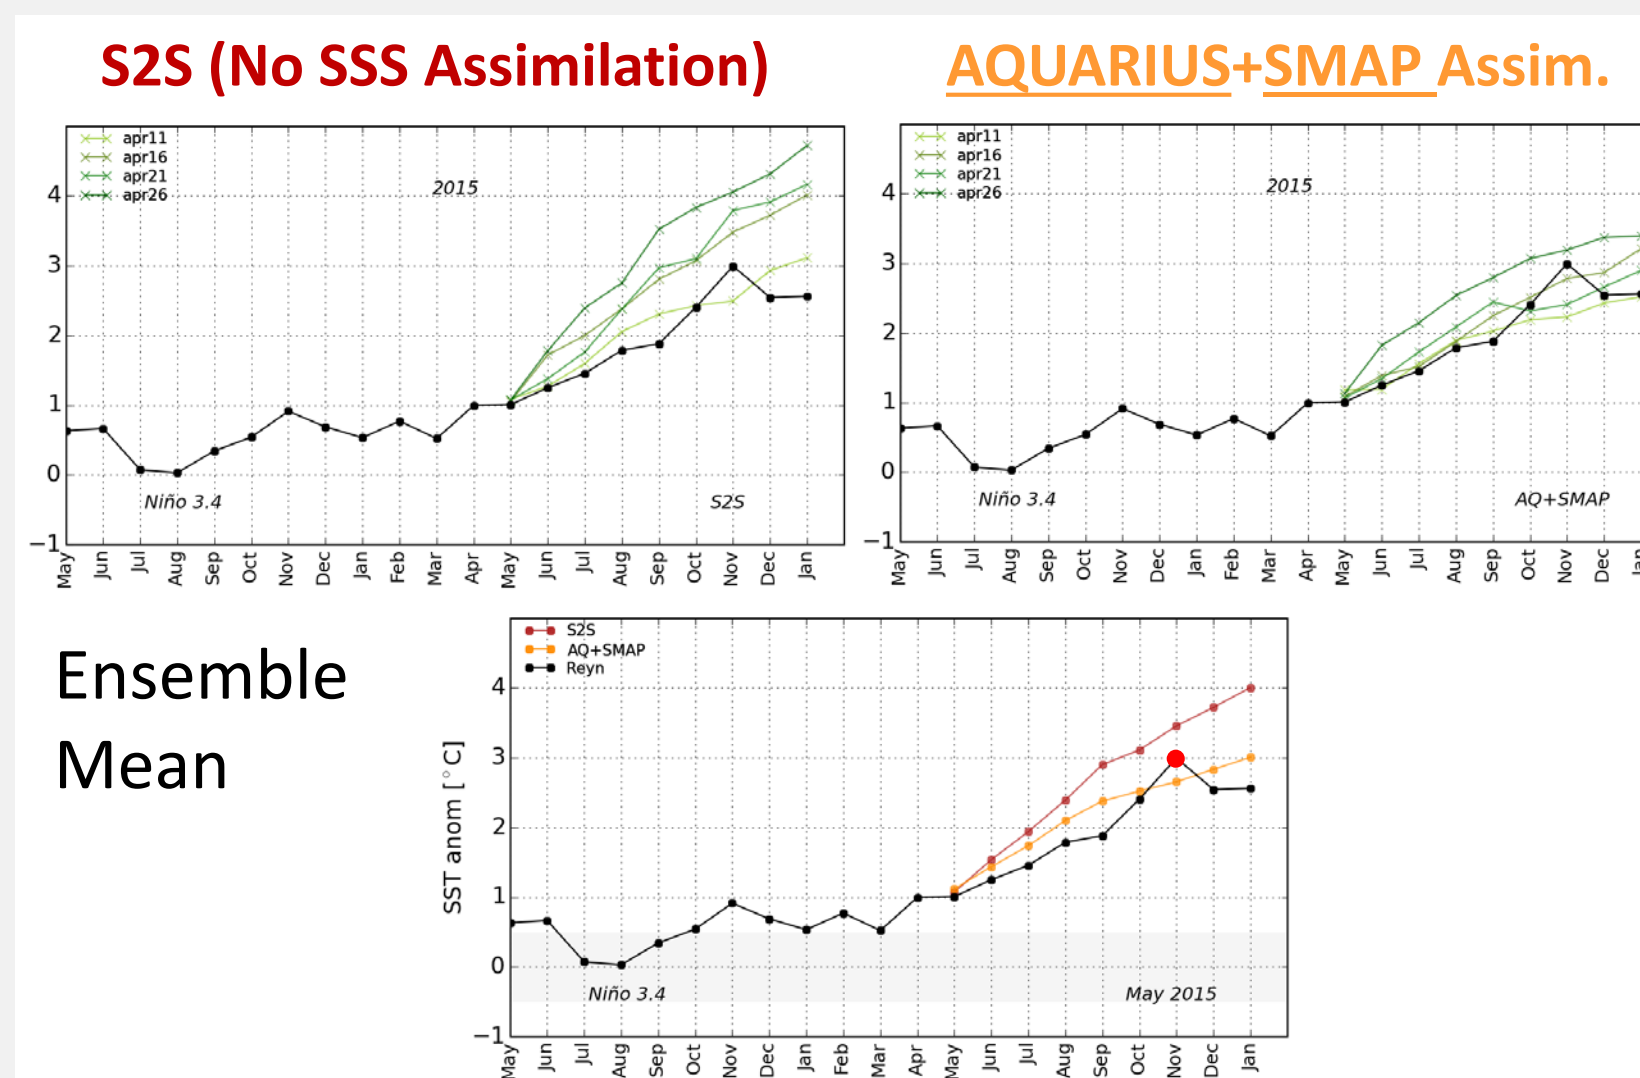 S2S (No SSS Assimilation)
AQUARIUS+SMAP Assim.
apr11
apr16
apr21
apr26
2015
4
3
2
1
0
−1
Niño 3.4
S2S
May Jun Jul Aug Sep Oct Nov Dec Jan Feb Mar Apr May Jun Jul Aug Sep Oct Nov Dec Jan
apr11
apr16
apr21
apr26
2015
4
3
2
1
0
−1
Niño 3.4
AQ+SMAP
May Jun Jul Aug Sep Oct Nov Dec Jan Feb Mar Apr May Jun Jul Aug Sep Oct Nov Dec Jan
Ensemble
Mean
S2S
AQ+SMAP
Reyn
SST anom [°C]
4
3
2
1
0
−1
Niño 3.4
May 2015
May Jun Jul Aug Sep Oct Nov Dec Jan Feb Mar Apr May Jun Jul Aug Sep Oct Nov Dec Jan